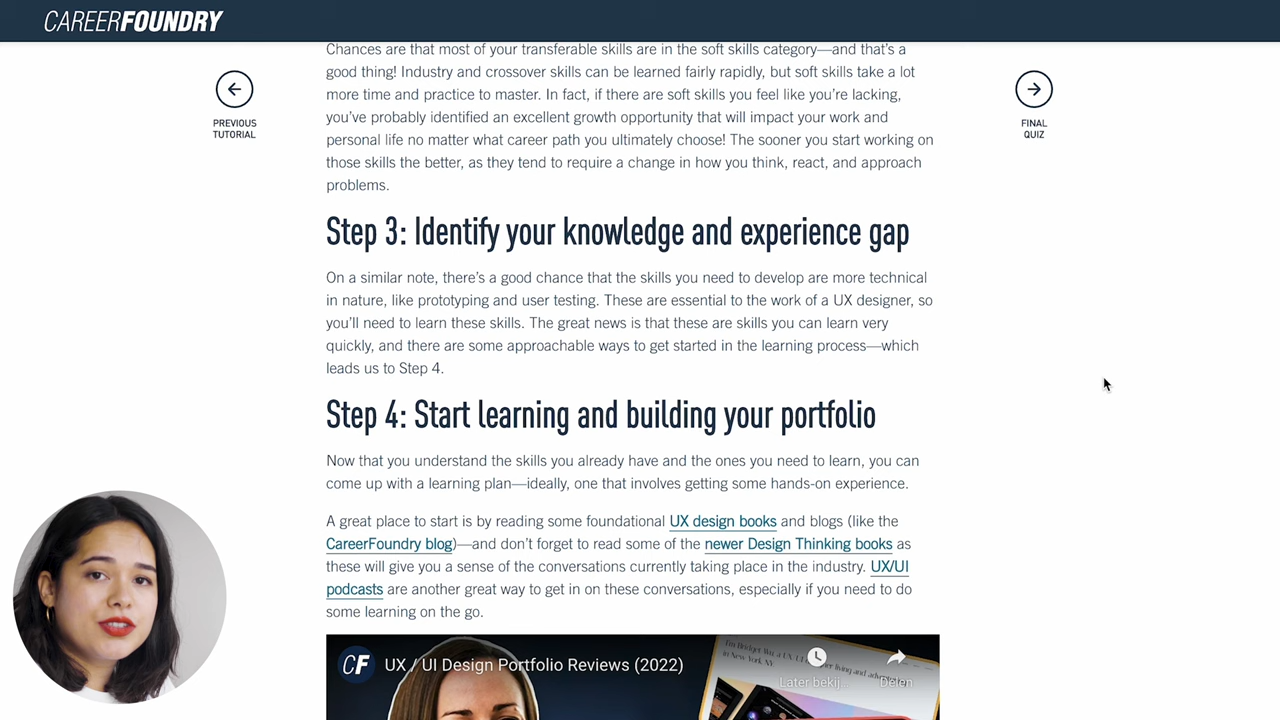 CAREERFOUNDRY
PREVIOUS
TUTORIAL
FINAL
QUIZ
Chances are that most of your transferable skills are in the soft skills category—and that's a
good thing! Industry and crossover skills can be learned fairly rapidly, but soft skills take a lot
more time and practice to master. In fact, if there are soft skills you feel like you're lacking,
you've probably identified an excellent growth opportunity that will impact your work and
personal life no matter what career path you ultimately choose! The sooner you start working on
those skills the better, as they tend to require a change in how you think, react, and approach
problems.
Step 3: Identify your knowledge and experience gap
On a similar note, there's a good chance that the skills you need to develop are more technical
in nature, like prototyping and user testing. These are essential to the work of a UX designer, so
you'll need to learn these skills. The great news is that these are skills you can learn very
quickly, and there are some approachable ways to get started in the learning process—which
leads us to Step 4.
Step 4: Start learning and building your portfolio
Now that you understand the skills you already have and the ones you need to learn, you can
come up with a learning plan—ideally, one that involves getting some hands-on experience.
A great place to start is by reading some foundational UX design books and blogs (like the
CareerFoundry blog)—and don't forget to read some of the newer Design Thinking books as
these will give you a sense of the conversations currently taking place in the industry. UX/UI
podcasts are another great way to get in on these conversations, especially if you need to do
some learning on the go.
CF UX / UI Design Portfolio Reviews (2022)
Later bekij...
Delen
I'm Bridget Wu, a UX
living and
in New York, NY